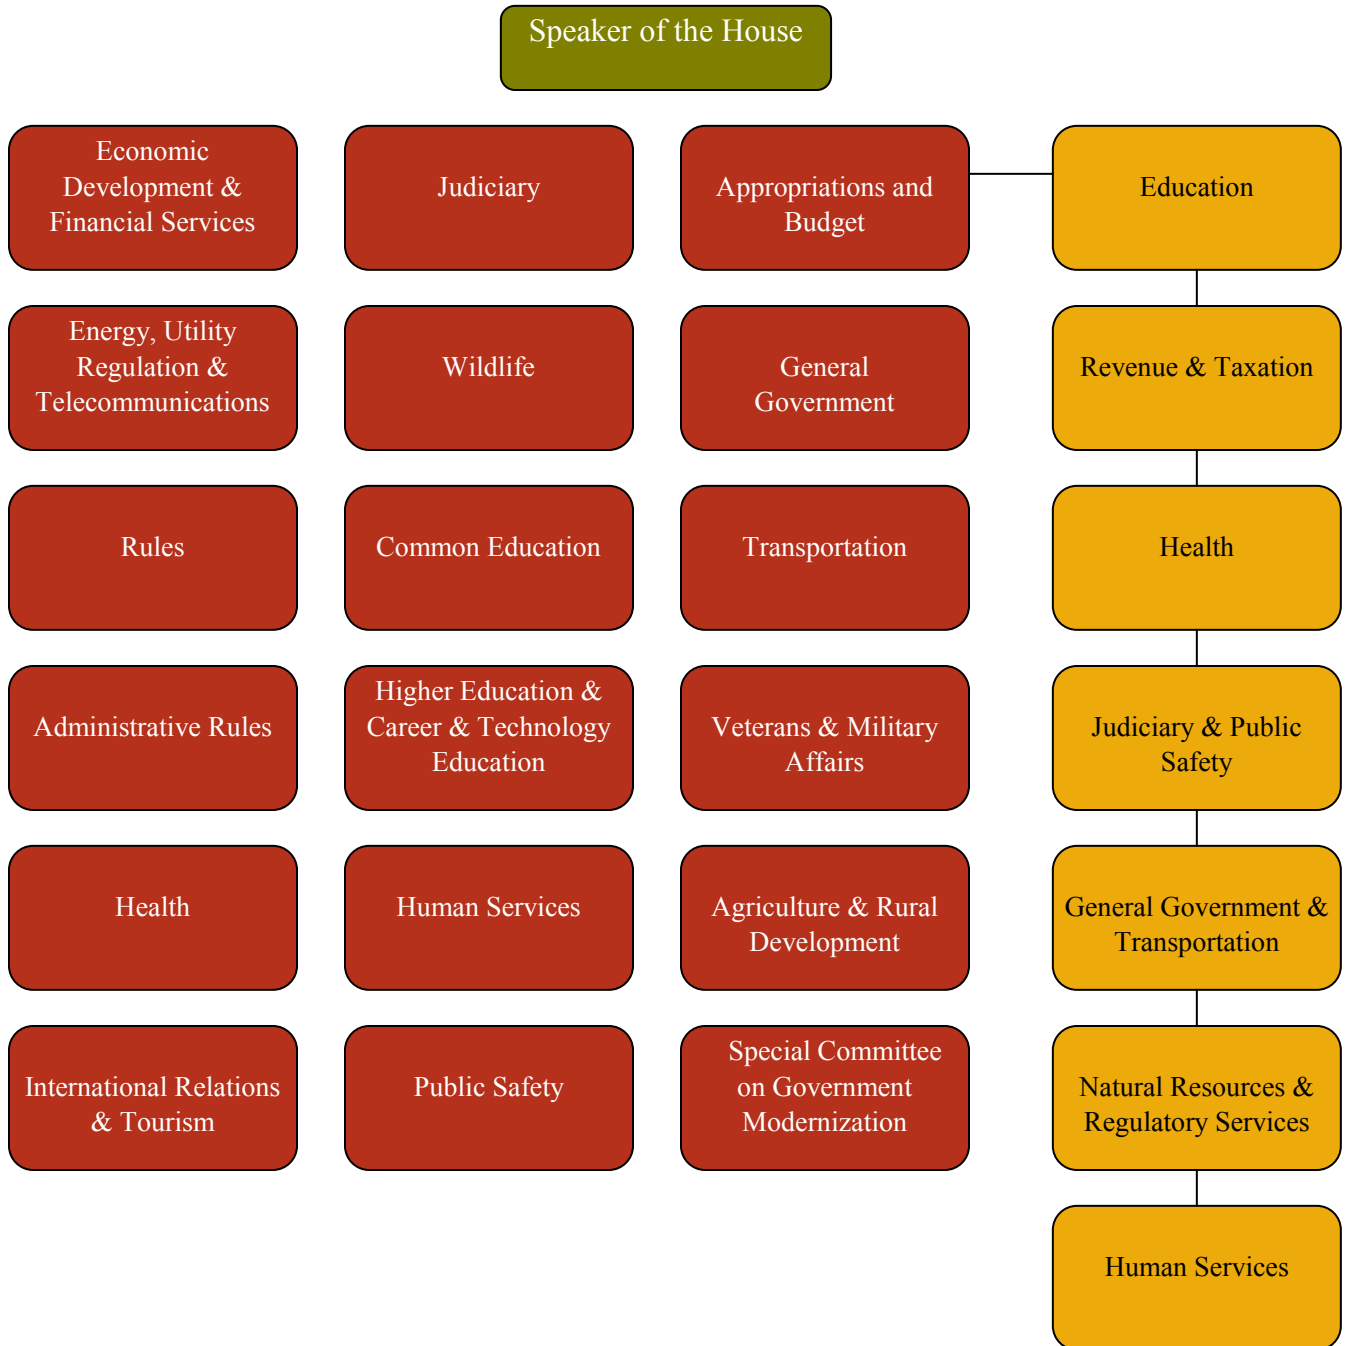 Speaker of the House
Economic
Development &
Financial Services
Judiciary
Appropriations and
Budget
Education
Energy, Utility
Regulation &
Telecommunications
Wildlife
General
Government
Revenue & Taxation
Rules
Common Education
Transportation
Health
Administrative Rules
Higher Education &
Career & Technology
Education
Veterans & Military
Affairs
Judiciary & Public
Safety
Health
Human Services
Agriculture & Rural
Development
General Government &
Transportation
International Relations
& Tourism
Public Safety
Special Committee
on Government
Modernization
Natural Resources &
Regulatory Services
Human Services